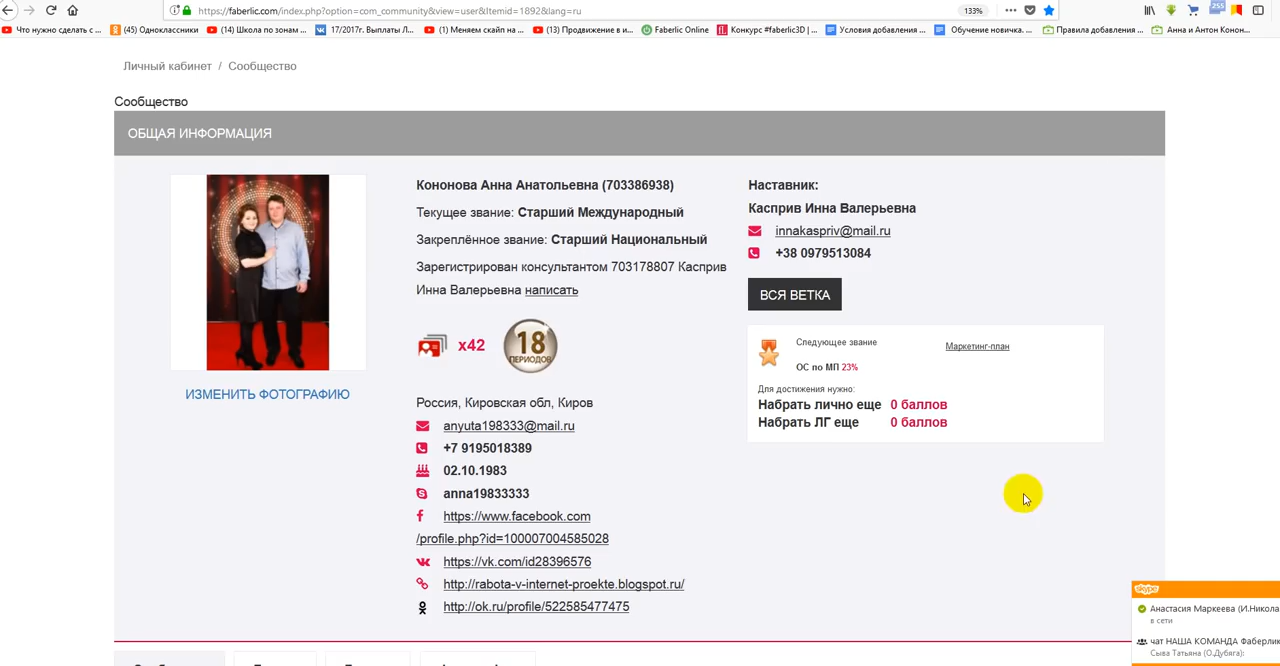 https://faberlic.com/index.php?option=com_community&view=user&Itemid=1892&lang=ru
133%
255
Что нужно сделать с ...
(45) Одноклассники
(14) Школа по зонам ...
17/2017г. Выплаты Л...
(1) Меняем скайп на ...
(13) Продвижение в и...
Faberlic Online
Конкурс #faberlic3D | ...
Условия добавления ...
Обучение новичка. ...
Правила добавления ...
Анна и Антон Конон...
Личный кабинет / Сообщество
Сообщество
ОБЩАЯ ИНФОРМАЦИЯ
ИЗМЕНИТЬ ФОТОГРАФИЮ
Кононова Анна Анатольевна (703386938)
Текущее звание: Старший Международный
Закреплённое звание: Старший Национальный
Зарегистрирован консультантом 703178807 Касприв
Инна Валерьевна написать
x42
18
ПЕРИОДОВ
Россия, Кировская обл, Киров
anyuta198333@mail.ru
+7 9195018389
02.10.1983
anna19833333
https://www.facebook.com
/profile.php?id=100007004585028
https://vk.com/id28396576
http://rabota-v-internet-proekte.blogspot.ru/
http://ok.ru/profile/522585477475
Наставник:
Касприв Инна Валерьевна
innakaspriv@mail.ru
+38 0979513084
ВСЯ ВЕТКА
Следующее звание
Маркетинг-план
ОС по МП 23%
Для достижения нужно:
Набрать лично еще 0 баллов
Набрать ЛГ еще 0 баллов
skype
Анастасия Маркеева (И.Никола
в сети
чат НАША КОМАНДА Фаберлик
Сыва Татьяна (О.Дубяга):